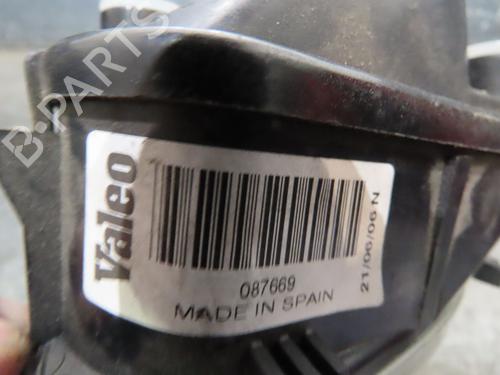 B-PARTS
Valeo
087669
MADE IN SPAIN
21/06/06 N